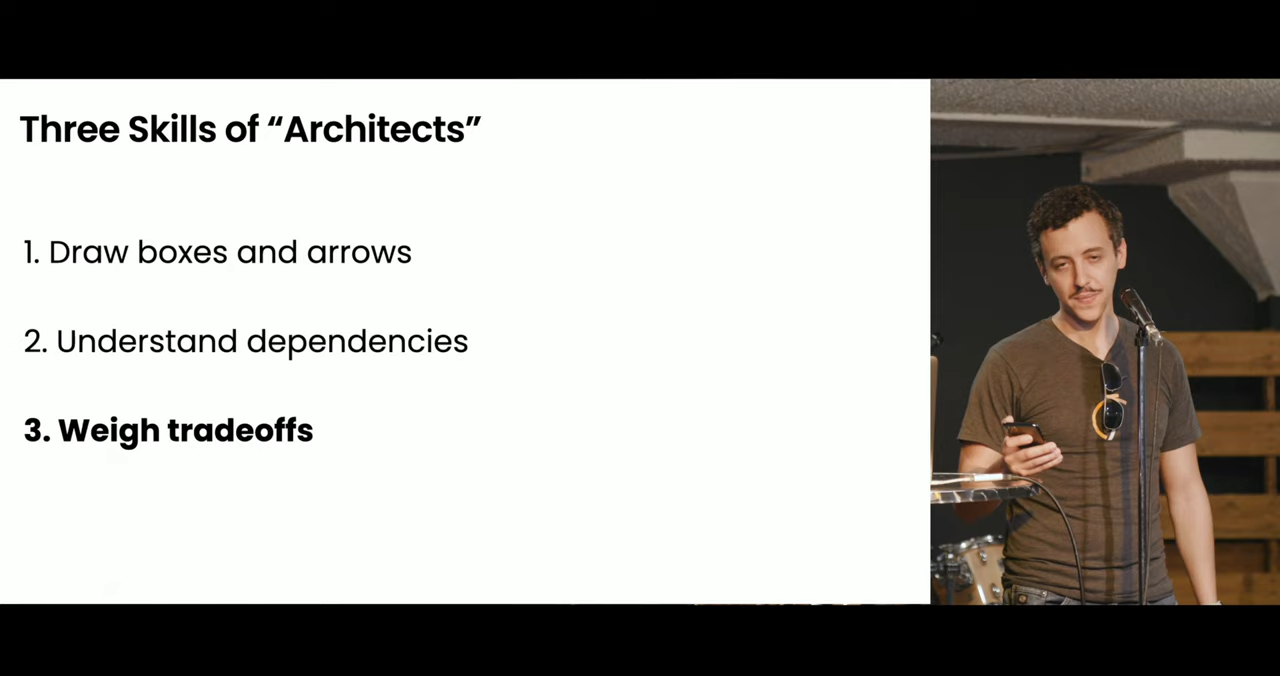 Three Skills of “Architects”
1. Draw boxes and arrows
2. Understand dependencies
3. Weigh tradeoffs